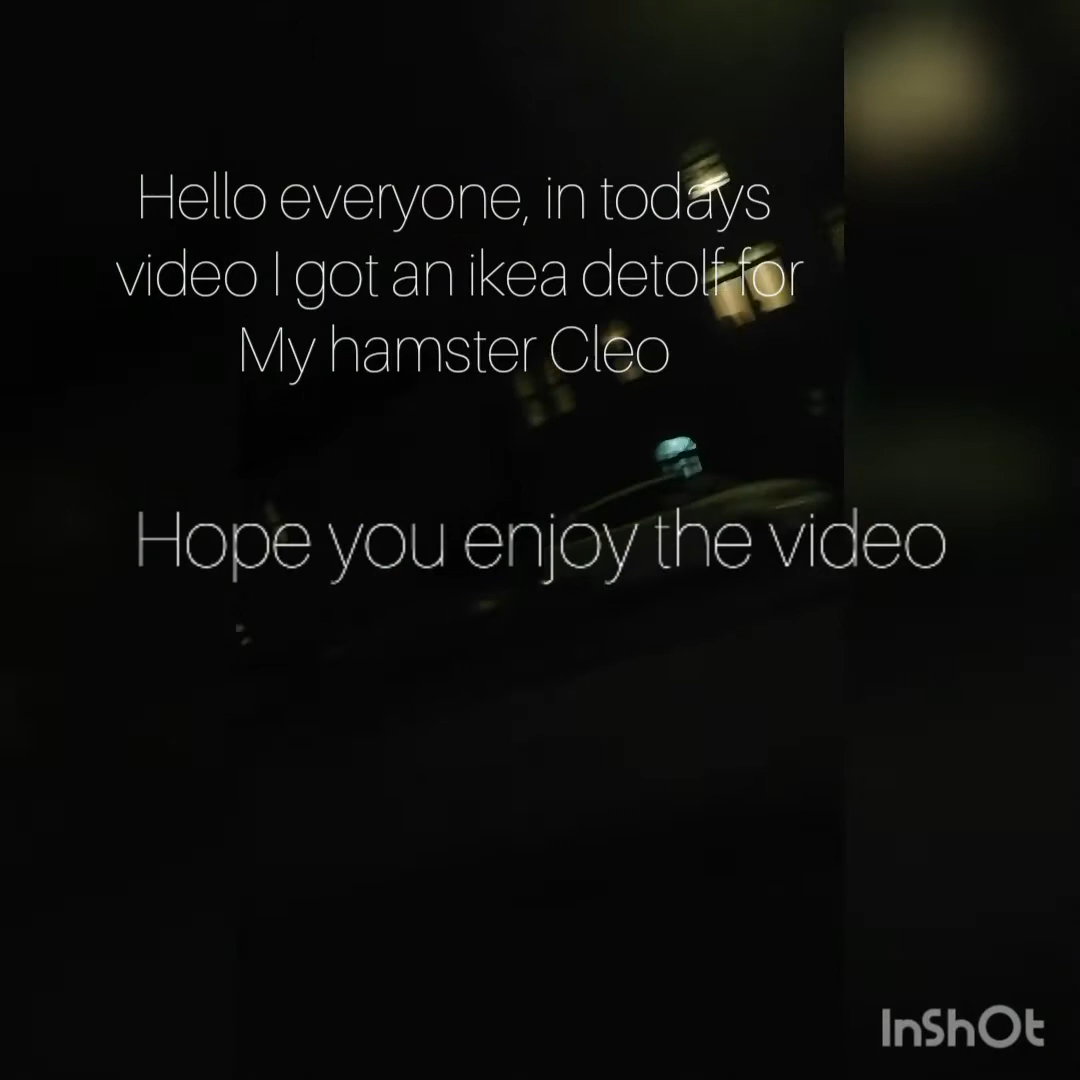 Hello everyone, in todays
video I got an ikea detolf for
My hamster Cleo
Hope you enjoy the video
InShOt